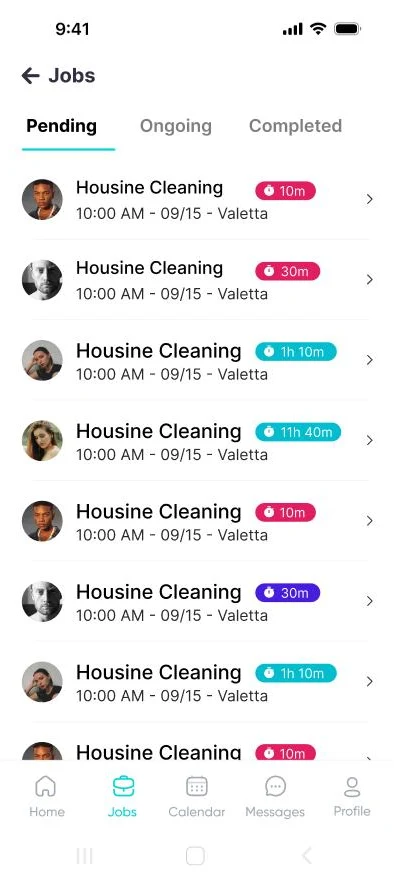 9:41
Jobs
Pending Ongoing Completed
Housine Cleaning 10m
10:00 AM - 09/15 - Valetta
Housine Cleaning 30m
10:00 AM - 09/15 - Valetta
Housine Cleaning 1h 10m
10:00 AM - 09/15 - Valetta
Housine Cleaning 11h 40m
10:00 AM - 09/15 - Valetta
Housine Cleaning 10m
10:00 AM - 09/15 - Valetta
Housine Cleaning 30m
10:00 AM - 09/15 - Valetta
Housine Cleaning 1h 10m
10:00 AM - 09/15 - Valetta
Housine Cleaning 10m
Home Jobs Calendar Messages Profile